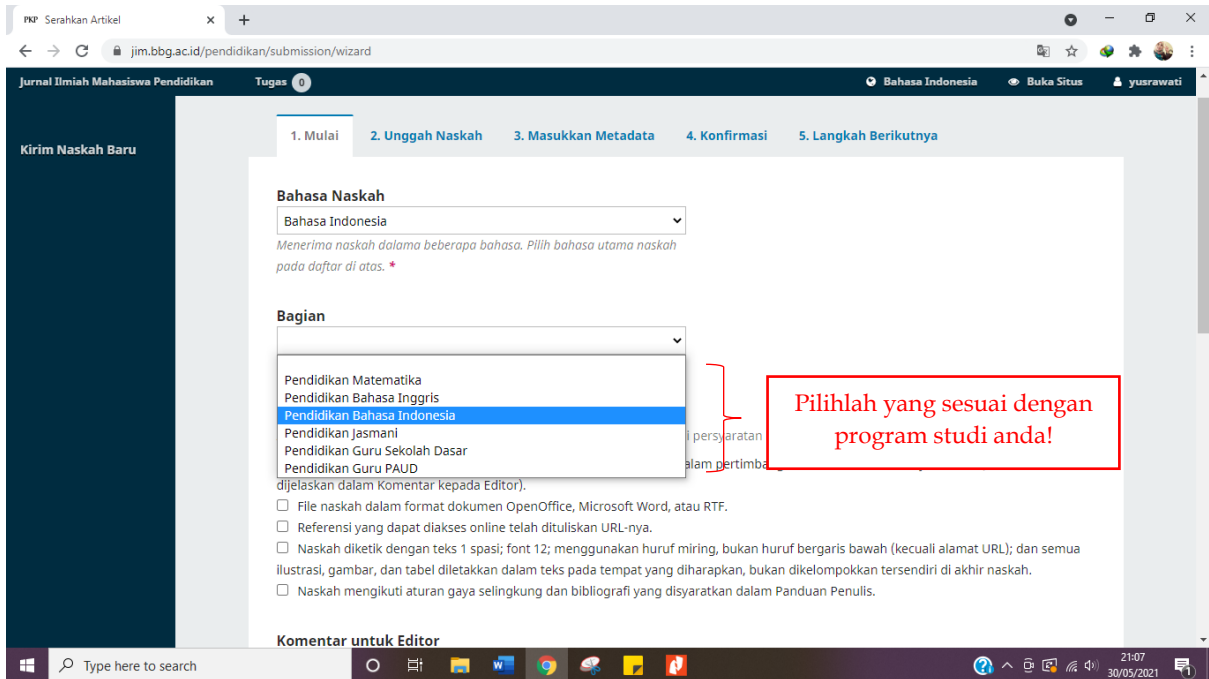 PKP Serahkan Artikel
jim.bbg.ac.id/pendidikan/submission/wizard
Jurnal Ilmiah Mahasiswa Pendidikan Tugas 0 Bahasa Indonesia Buka Situs yusrawati
Kirim Naskah Baru
1. Mulai 2. Unggah Naskah 3. Masukkan Metadata 4. Konfirmasi 5. Langkah Berikutnya
Bahasa Naskah
Bahasa Indonesia
Menerima naskah dalama beberapa bahasa. Pilih bahasa utama naskah
pada daftar di atas. *
Bagian
Pendidikan Matematika
Pendidikan Bahasa Inggris
Pendidikan Bahasa Indonesia
Pendidikan Jasmani
Pendidikan Guru Sekolah Dasar
Pendidikan Guru PAUD
Pilihlah yang sesuai dengan
program studi anda!
persyaratan
dijelaskan dalam Komentar kepada Editor).
File naskah dalam format dokumen OpenOffice, Microsoft Word, atau RTF.
Referensi yang dapat diakses online telah dituliskan URL-nya.
Naskah diketik dengan teks 1 spasi; font 12; menggunakan huruf miring, bukan huruf bergaris bawah (kecuali alamat URL); dan semua
ilustrasi, gambar, dan tabel diletakkan dalam teks pada tempat yang diharapkan, bukan dikelompokkan tersendiri di akhir naskah.
Naskah mengikuti aturan gaya selingkung dan bibliografi yang disyaratkan dalam Panduan Penulis.
Komentar untuk Editor
Type here to search
21:07
30/05/2021